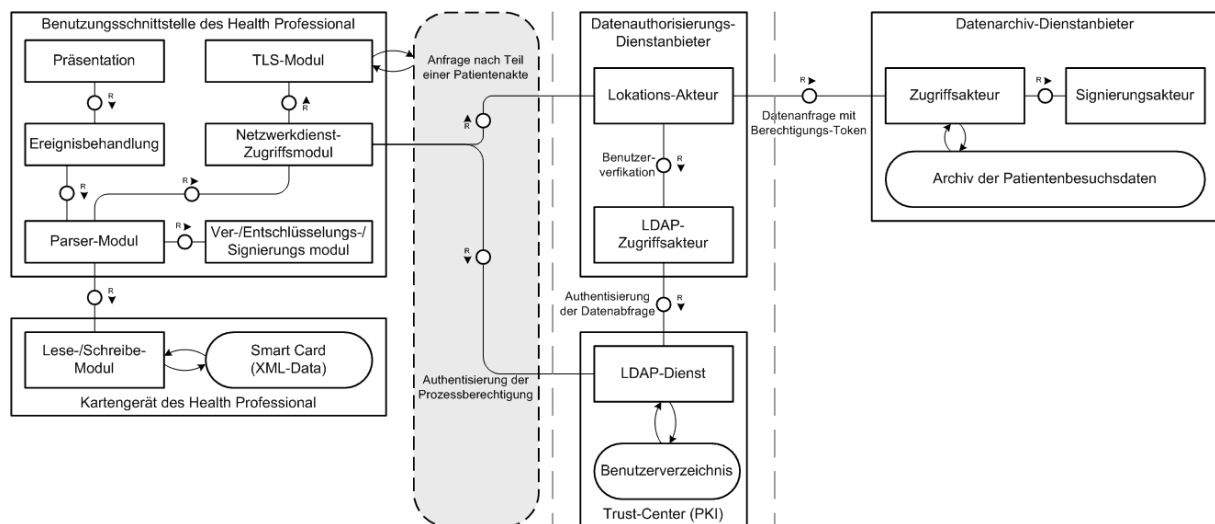 Benutzungsschnittstelle des Health Professional
Präsentation
R
TLS-Modul
R
Ereignisbehandlung
R
Netzwerkdienst-
Zugriffsmodul
R
Parser-Modul
R
Ver-/Entschlüsselungs-/
Signierungs modul
R
Lese-/Schreibe-
Modul
Smart Card
(XML-Data)
Kartengerät des Health Professional
Anfrage nach Teil
einer Patientenakte
R
R
Authentisierung der
Prozessberechtigung
Datenauthorisierungs-
Dienstanbieter
Lokations-Akteur
Benutzer-
verfikation
R
LDAP-
Zugriffsakteur
Authentisierung
der Datenabfrage
R
LDAP-Dienst
Benutzerverzeichnis
Trust-Center (PKI)
R
Datenanfrage mit
Berechtigungs-Token
Datenarchiv-Dienstanbieter
Zugriffsakteur
R
Signierungsakteur
Archiv der Patientenbesuchsdaten